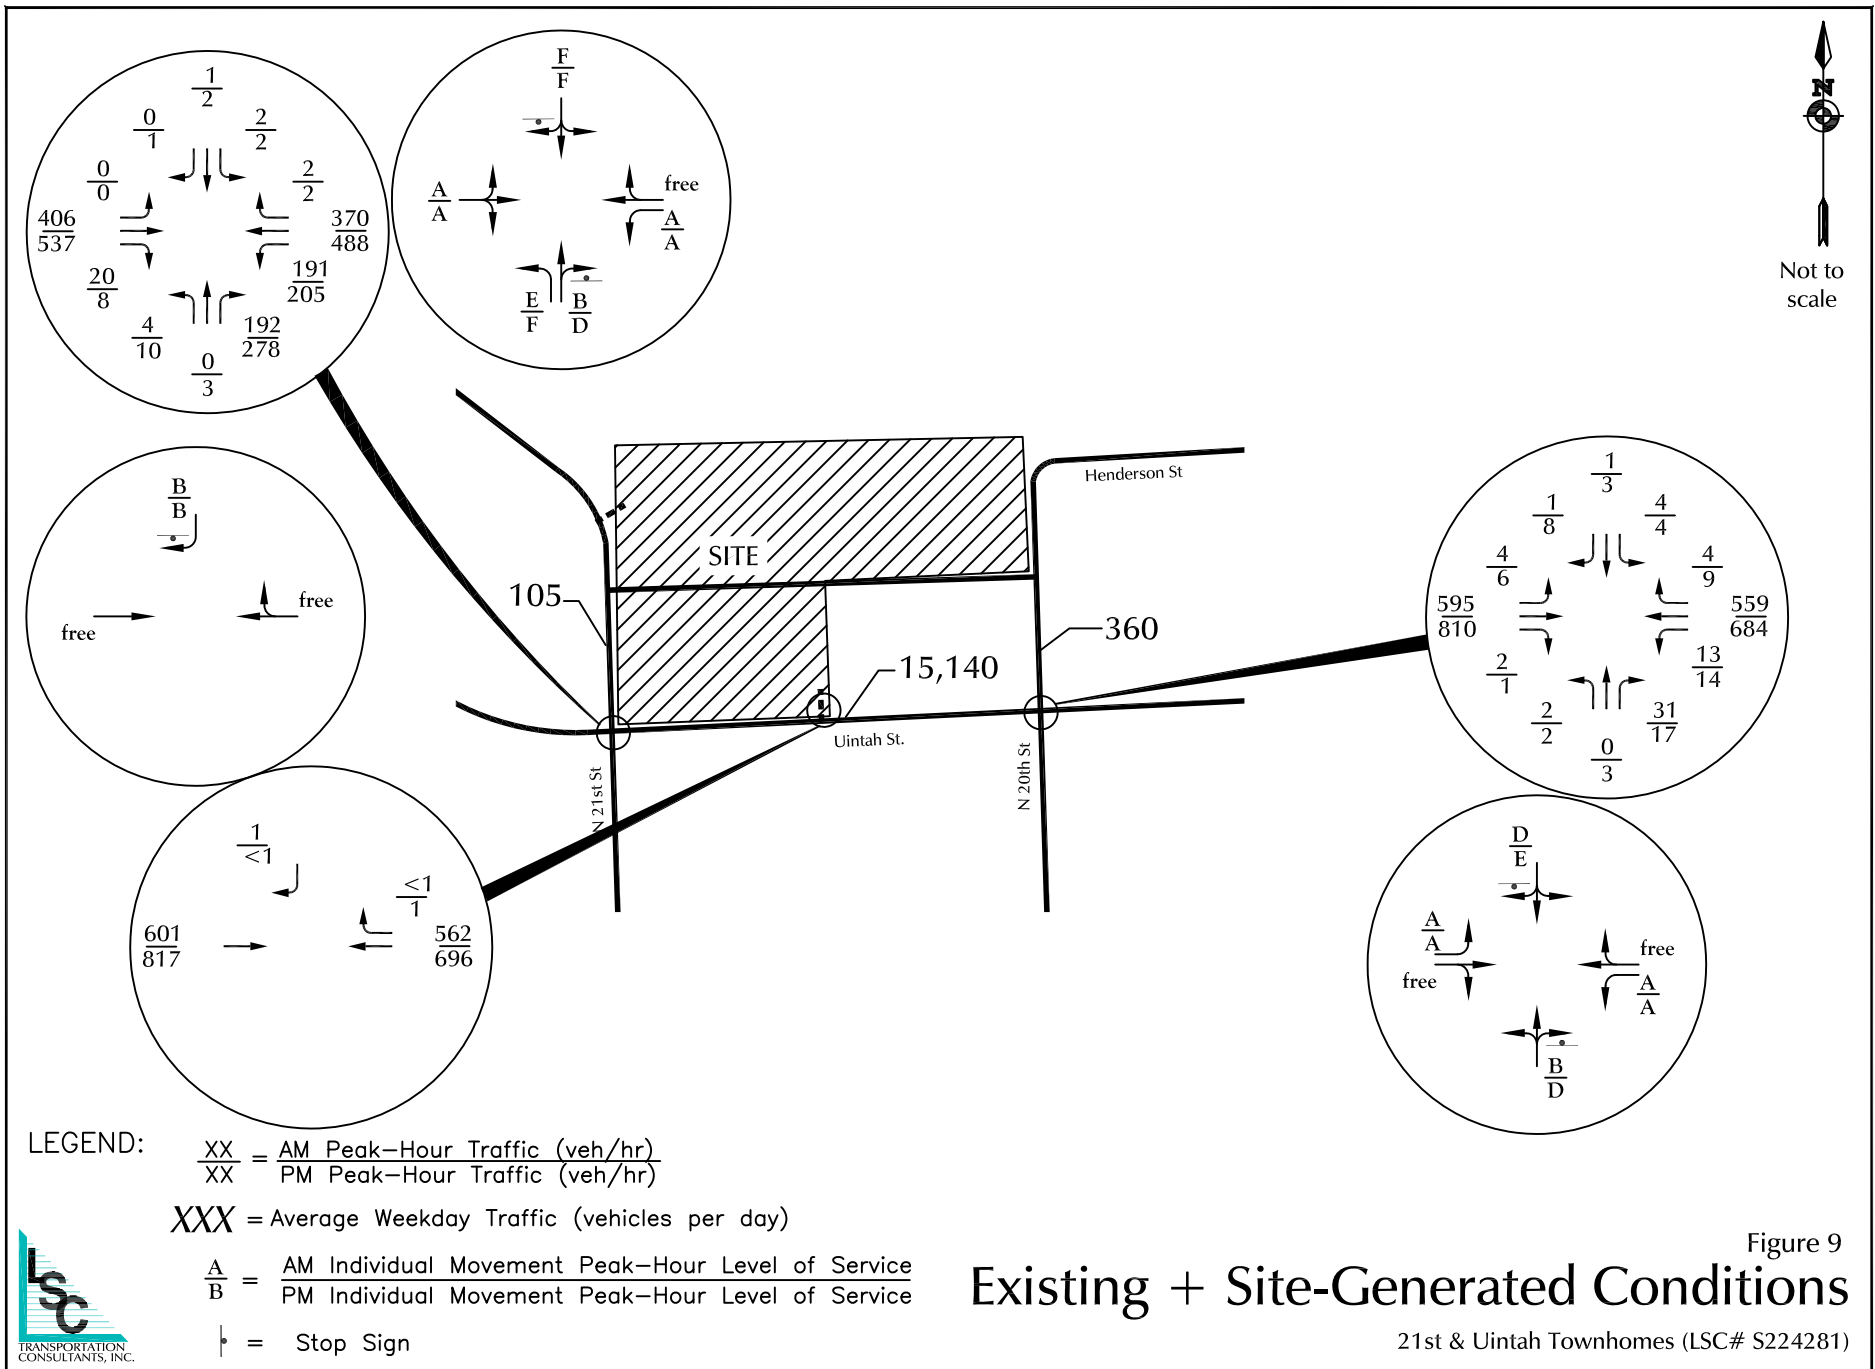 1
2
0
1
2
2
0
0
2
2
406
537
370
488
20
8
191
205
4
10
192
278
0
3
F
F
A
A
free
A
A
E
F
B
D
N
Not to
scale
B
B
free
free
1
<1
<1
1
601
817
562
696
SITE
Henderson St
105
360
15,140
Uintah St.
N 21st St
N 20th St
1
3
1
8
4
4
4
6
4
9
595
810
559
684
2
1
13
14
2
2
31
17
0
3
D
E
A
A
free
free
A
A
B
D
LEGEND:
XX = AM Peak-Hour Traffic (veh/hr)
XX PM Peak-Hour Traffic (veh/hr)
XXX = Average Weekday Traffic (vehicles per day)
A = AM Individual Movement Peak-Hour Level of Service
B PM Individual Movement Peak-Hour Level of Service
= Stop Sign
LSC
TRANSPORTATION
CONSULTANTS, INC.
Figure 9
Existing + Site-Generated Conditions
21st & Uintah Townhomes (LSC# S224281)